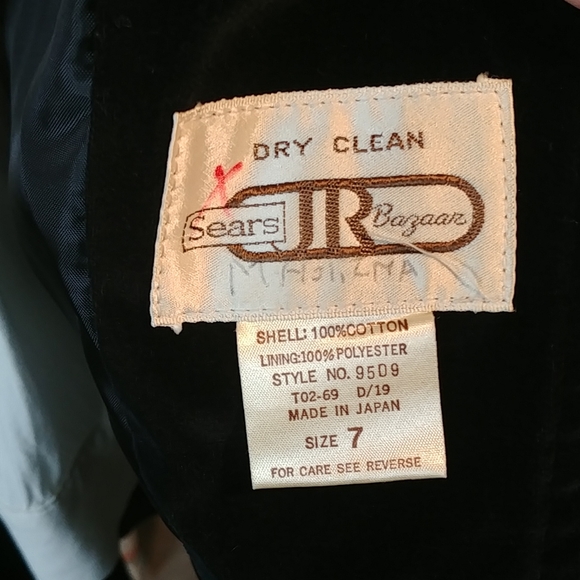 DRY CLEAN
Sears JR Bazaar
SHELL: 100%COTTON
LINING:100%POLYESTER
STYLE NO. 9509
T02-69 D/19
MADE IN JAPAN
SIZE 7
FOR CARE SEE REVERSE